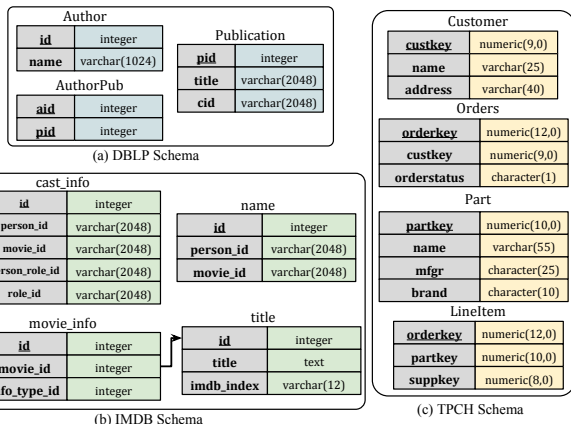 Author
id integer
name varchar(1024)
AuthorPub
aid integer
pid integer
Publication
pid integer
title varchar(2048)
cid varchar(2048)
(a) DBLP Schema
cast_info
id integer
person_id varchar(2048)
movie_id varchar(2048)
erson_role_id varchar(2048)
role_id varchar(2048)
name
id integer
person_id varchar(2048)
movie_id varchar(2048)
movie_info
id integer
movie_id integer
fo_type_id integer
title
id integer
title text
imdb_index varchar(12)
(b) IMDB Schema
Customer
custkey numeric(9,0)
name varchar(25)
address varchar(40)
Orders
orderkey numeric(12,0)
custkey numeric(9,0)
orderstatus character(1)
Part
partkey numeric(10,0)
name varchar(55)
mfgr character(25)
brand character(10)
LineItem
orderkey numeric(12,0)
partkey numeric(10,0)
suppkey numeric(8,0)
(c) TPCH Schema